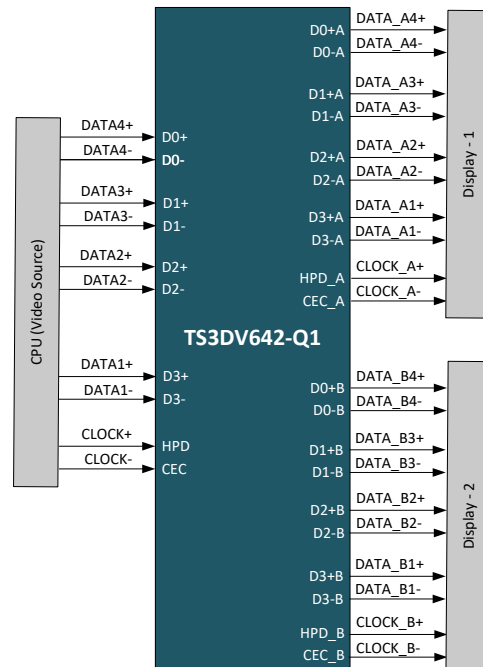 CPU (Video Source)
DATA4+
DATA4-
DATA3+
DATA3-
DATA2+
DATA2-
DATA1+
DATA1-
CLOCK+
CLOCK-
D0+
D0-
D1+
D1-
D2+
D2-
D3+
D3-
HPD
CEC
TS3DV642-Q1
D0+A
D0-A
D1+A
D1-A
D2+A
D2-A
D3+A
D3-A
HPD_A
CEC_A
D0+B
D0-B
D1+B
D1-B
D2+B
D2-B
D3+B
D3-B
HPD_B
CEC_B
DATA_A4+
DATA_A4-
DATA_A3+
DATA_A3-
DATA_A2+
DATA_A2-
DATA_A1+
DATA_A1-
CLOCK_A+
CLOCK_A-
DATA_B4+
DATA_B4-
DATA_B3+
DATA_B3-
DATA_B2+
DATA_B2-
DATA_B1+
DATA_B1-
CLOCK_B+
CLOCK_B-
Display - 1
Display - 2